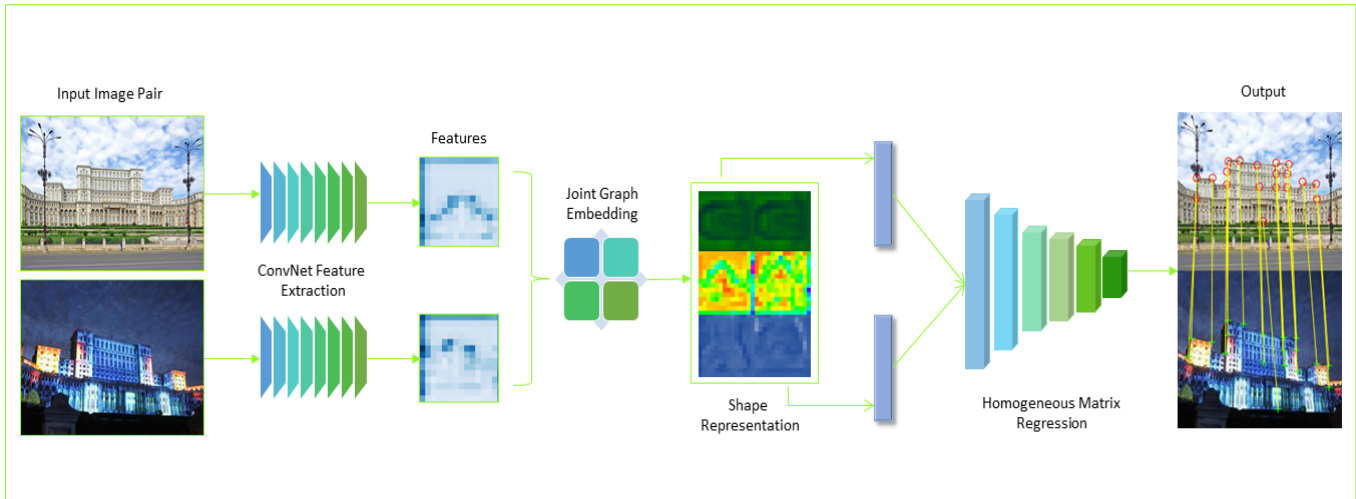 Input Image Pair
ConvNet Feature
Extraction
Features
Joint Graph
Embedding
Shape
Representation
Homogeneous Matrix
Regression
Output